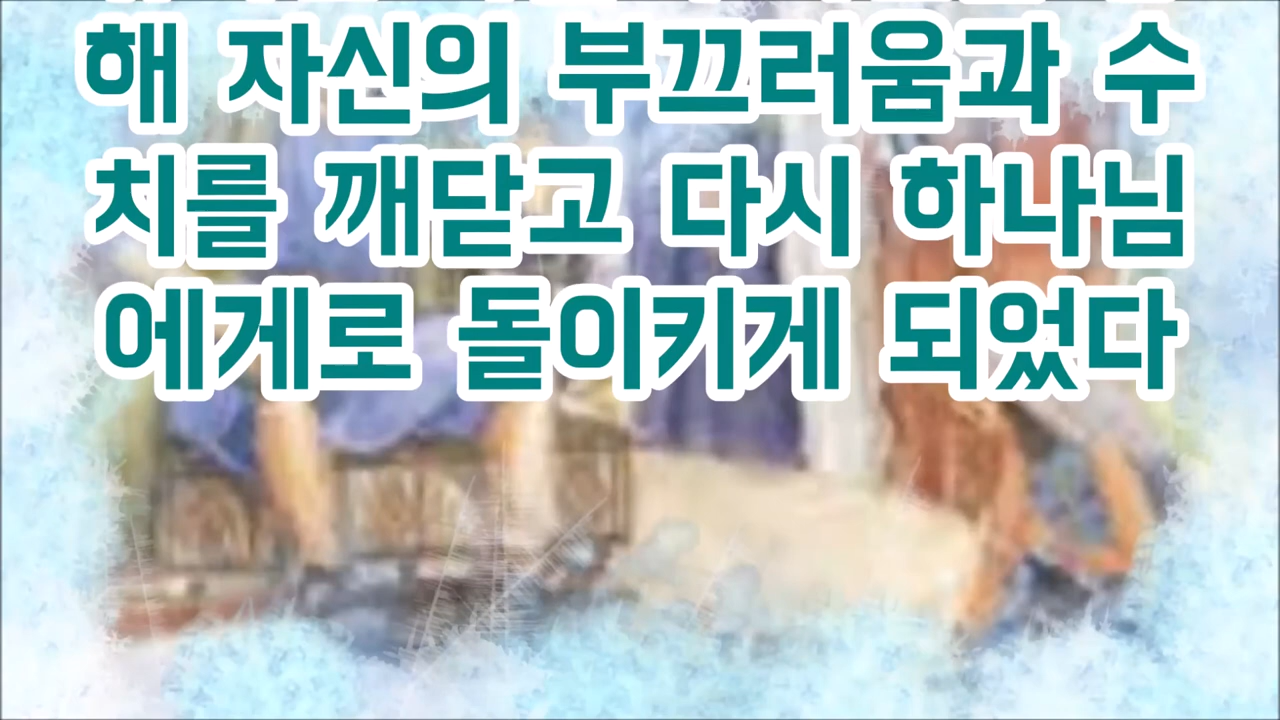 해 자신의 부끄러움과 수
치를 깨닫고 다시 하나님
에게로 돌이키게 되었다